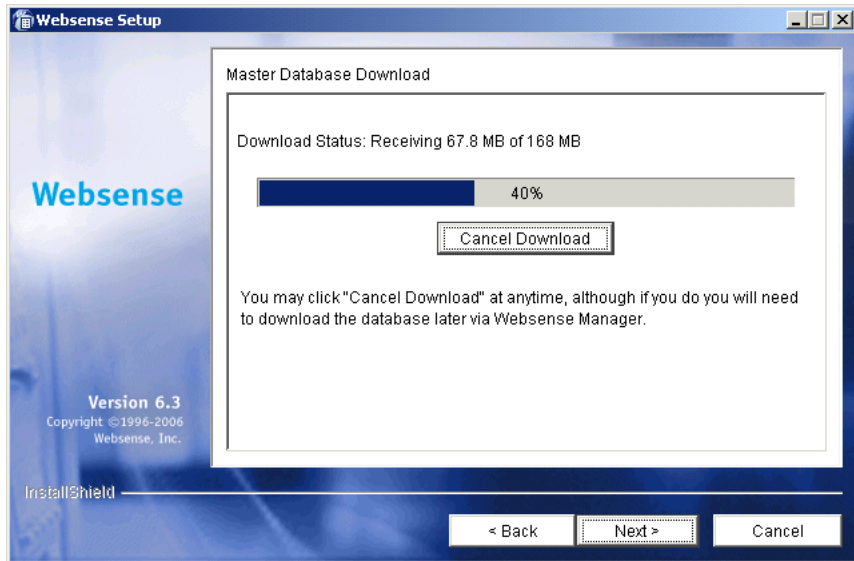 Websense Setup
Master Database Download
Download Status: Receiving 67.8 MB of 168 MB
40%
Websense
Cancel Download
You may click "Cancel Download" at anytime, although if you do you will need
to download the database later via Websense Manager.
Version 6.3
Copyright ©1996-2006
Websense, Inc.
InstallShield
< Back
Next >
Cancel